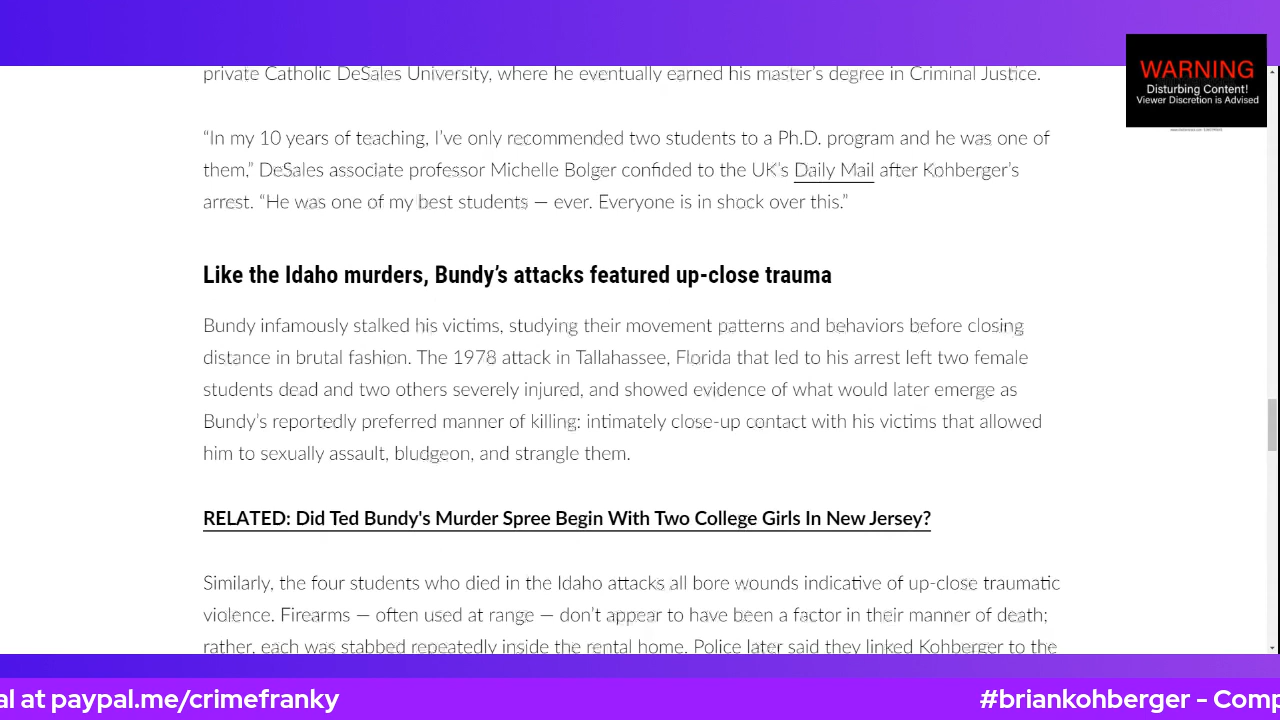 WARNING
Disturbing Content!
Viewer Discretion is Advised
private Catholic DeSales University, where he eventually earned his master’s degree in Criminal Justice.
“In my 10 years of teaching, I’ve only recommended two students to a Ph.D. program and he was one of
them,” DeSales associate professor Michelle Bolger confided to the UK’s Daily Mail after Kohberger’s
arrest. “He was one of my best students — ever. Everyone is in shock over this.”
Like the Idaho murders, Bundy’s attacks featured up-close trauma
Bundy infamously stalked his victims, studying their movement patterns and behaviors before closing
distance in brutal fashion. The 1978 attack in Tallahassee, Florida that led to his arrest left two female
students dead and two others severely injured, and showed evidence of what would later emerge as
Bundy’s reportedly preferred manner of killing: intimately close-up contact with his victims that allowed
him to sexually assault, bludgeon, and strangle them.
RELATED: Did Ted Bundy's Murder Spree Begin With Two College Girls In New Jersey?
Similarly, the four students who died in the Idaho attacks all bore wounds indicative of up-close traumatic
violence. Firearms — often used at range — don’t appear to have been a factor in their manner of death;
rather, each was stabbed repeatedly inside the rental home. Police later said they linked Kohberger to the
al at paypal.me/crimefranky
#briankohberger - Comp